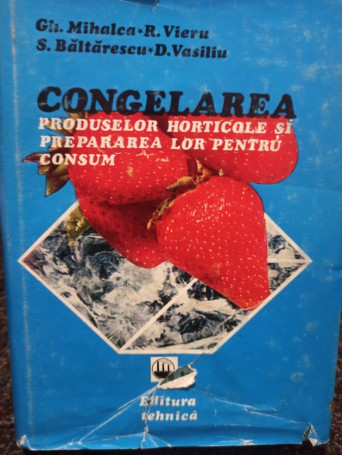 Gh. Mihalca • R. Vieru
S. Băltărescu • D. Vasiliu
CONGELAREA
PRODUSELOR HORTICOLE ȘI
PREPARAREA LOR PENTRU
CONSUM
Editura
tehnică